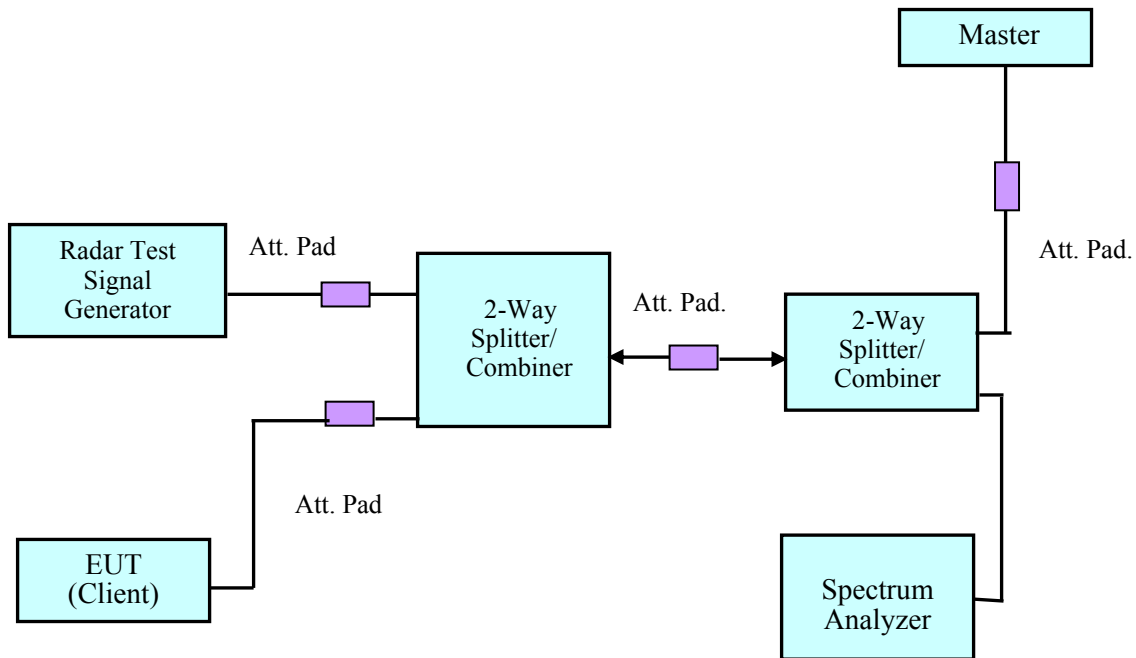 Master
Radar Test
Signal
Generator
Att. Pad
Att. Pad.
2-Way
Splitter/
Combiner
Att. Pad.
2-Way
Splitter/
Combiner
Att. Pad
EUT
(Client)
Spectrum
Analyzer